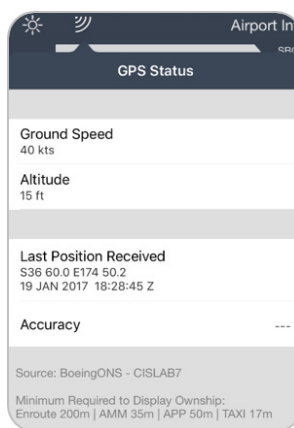 Airport In
SB
GPS Status
Ground Speed
40 kts
Altitude
15 ft
Last Position Received
S36 60.0 E174 50.2
19 JAN 2017 18:28:45 Z
Accuracy
---
Source: BoeingONS - CISLAB7
Minimum Required to Display Ownship:
Enroute 200m | AMM 35m | APP 50m | TAXI 17m